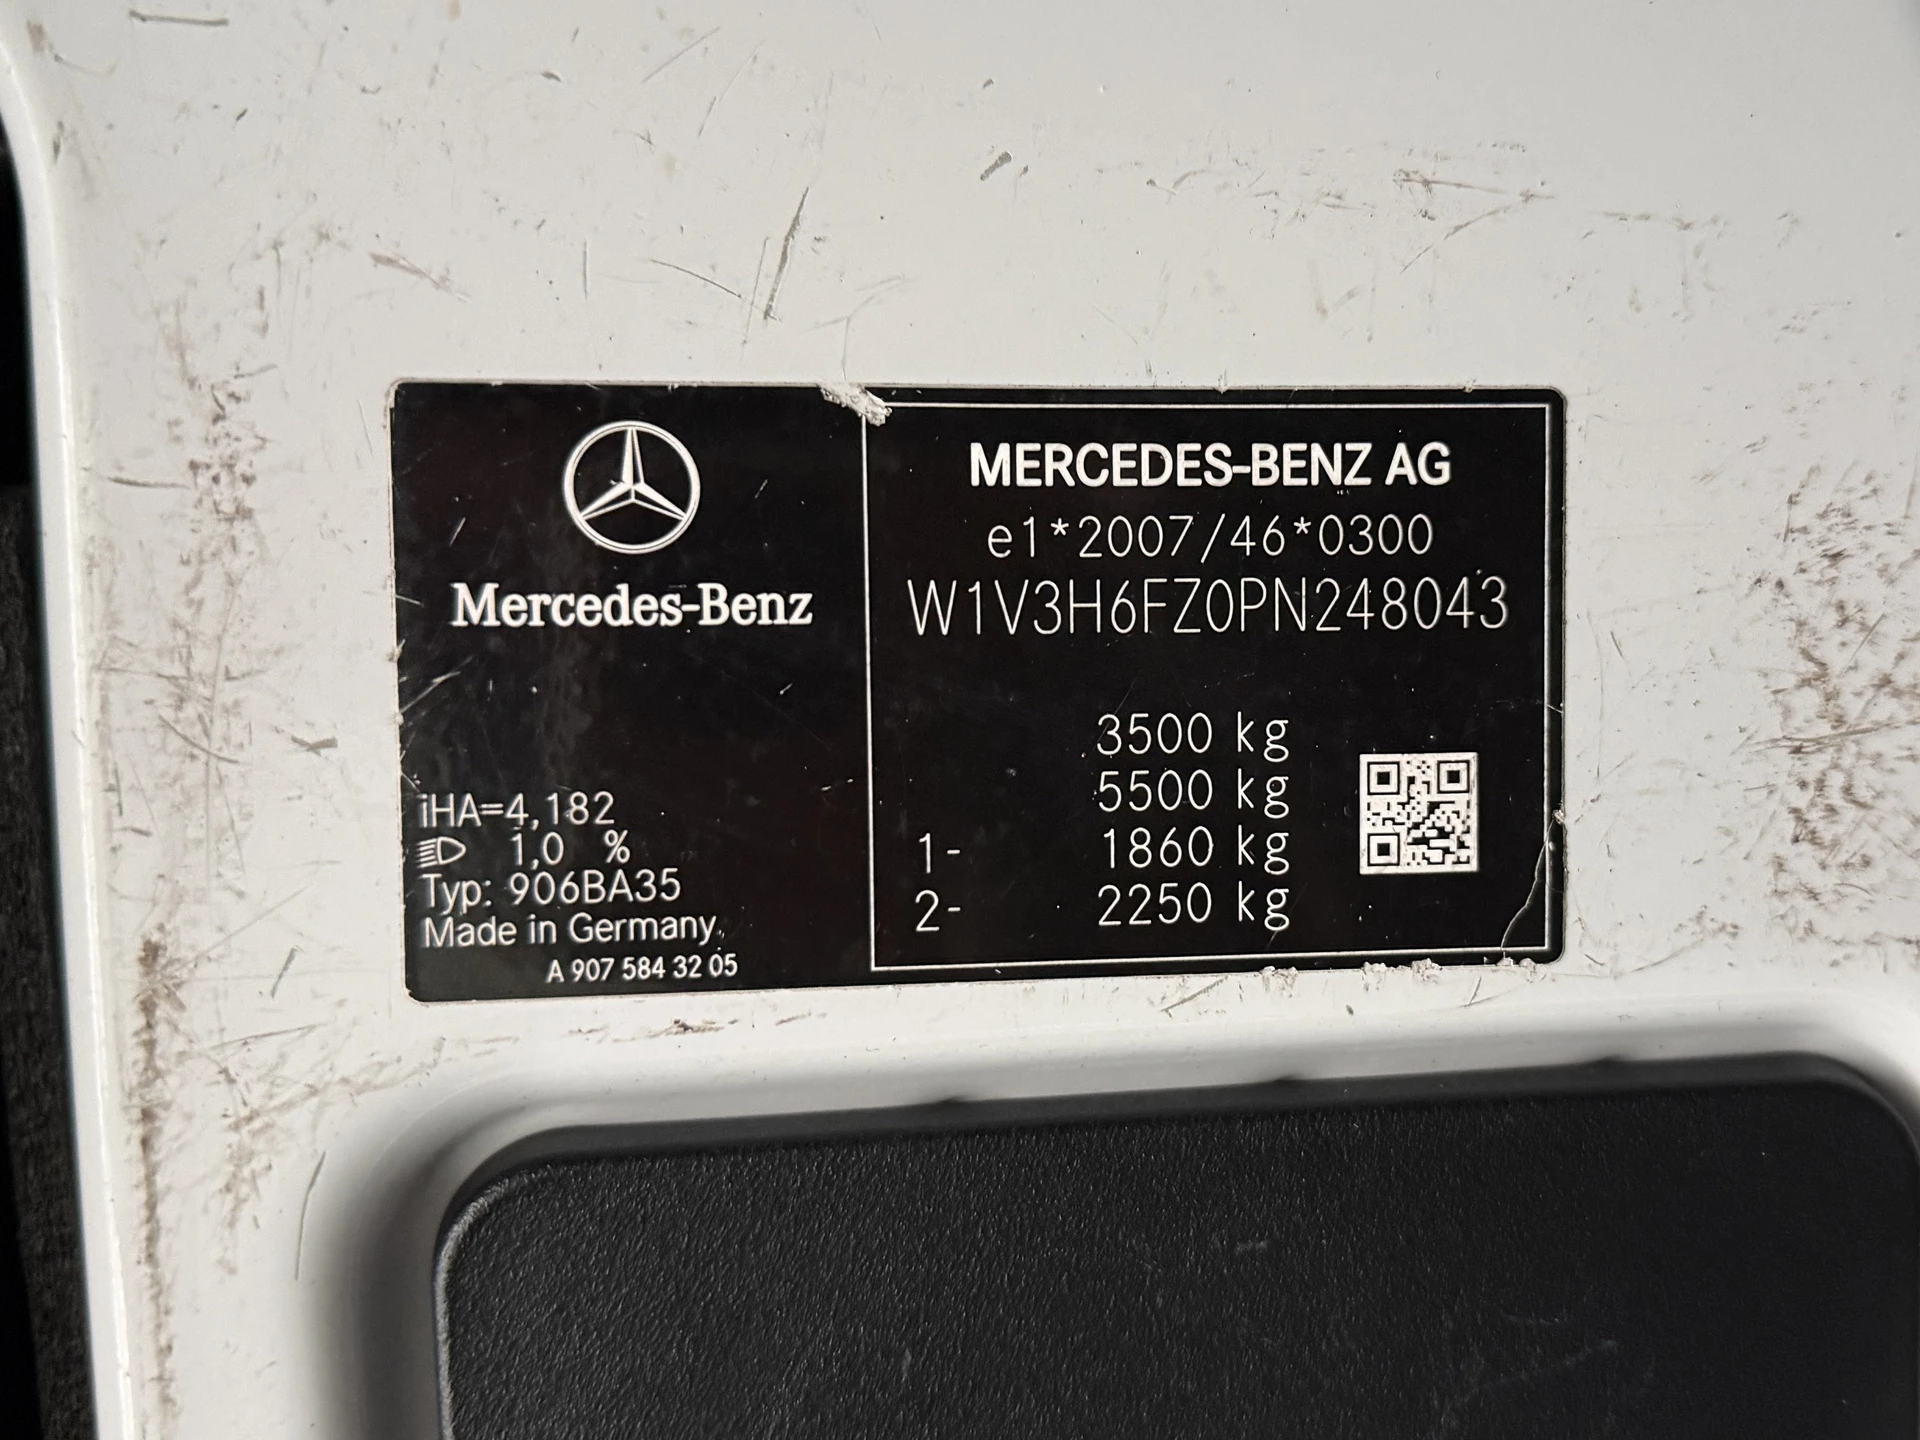 Mercedes-Benz
iHA=4,182
1,0 %
Typ: 906BA35
Made in Germany
A 907 584 32 05
MERCEDES-BENZ AG
e1*2007/46*0300
W1V3H6FZ0PN248043
3500 kg
5500 kg
1- 1860 kg
2- 2250 kg